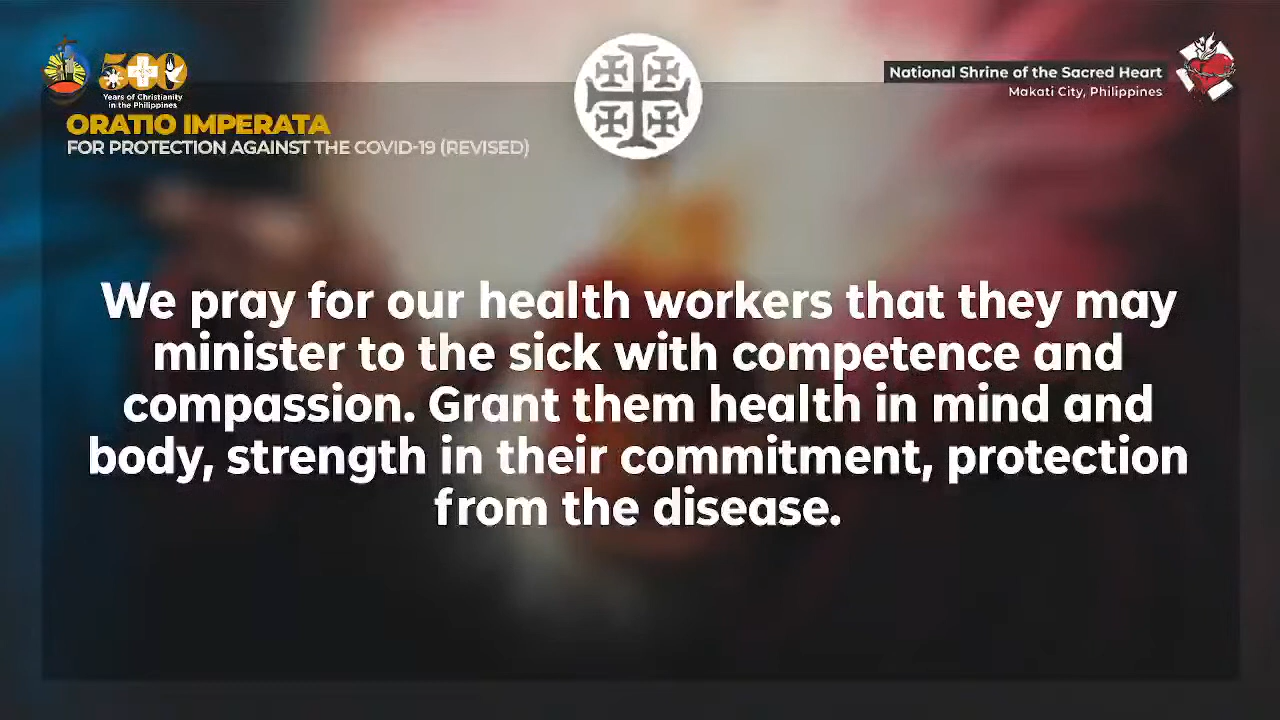 500
Years of Christianity
in the Philippines
ORATIO IMPERATA
FOR PROTECTION AGAINST THE COVID-19 (REVISED)
National Shrine of the Sacred Heart
Makati City, Philippines
We pray for our health workers that they may
minister to the sick with competence and
compassion. Grant them health in mind and
body, strength in their commitment, protection
from the disease.